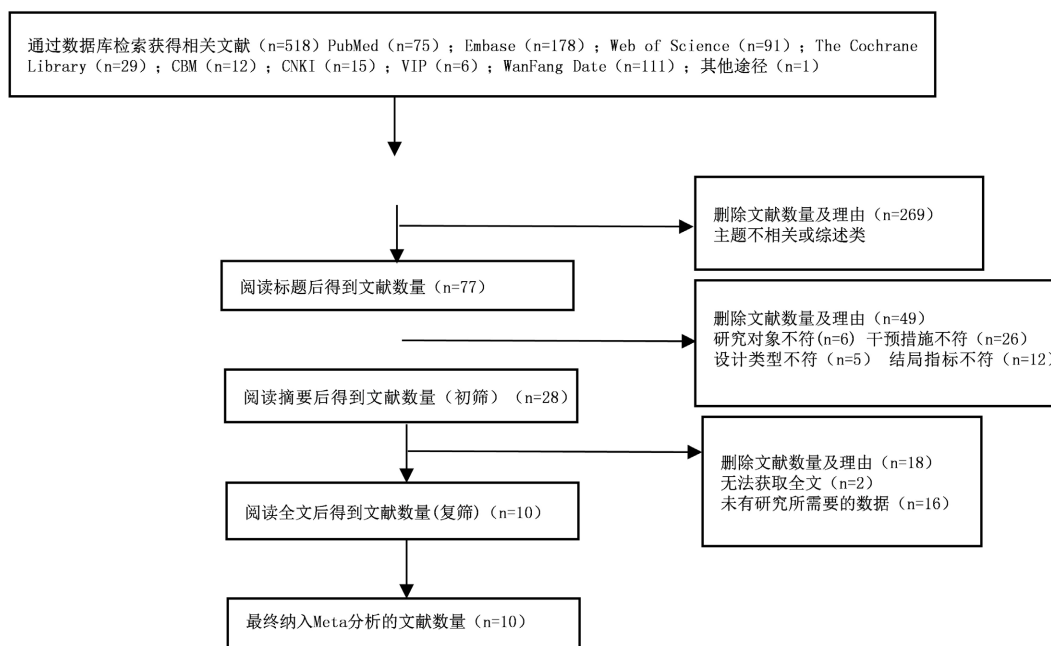 通过数据库检索获得相关文献（n=518）PubMed（n=75）；Embase（n=178）；Web of Science（n=91）；The Cochrane
Library（n=29）；CBM（n=12）；CNKI（n=15）；VIP（n=6）；WanFang Date（n=111）；其他途径（n=1）
删除文献数量及理由（n=269）
主题不相关或综述类
阅读标题后得到文献数量（n=77）
删除文献数量及理由（n=49）
研究对象不符(n=6) 干预措施不符（n=26）
设计类型不符（n=5） 结局指标不符（n=12）
阅读摘要后得到文献数量（初筛）（n=28）
删除文献数量及理由（n=18）
无法获取全文（n=2）
未有研究所需要的数据（n=16）
阅读全文后得到文献数量(复筛)（n=10）
最终纳入Meta分析的文献数量（n=10）